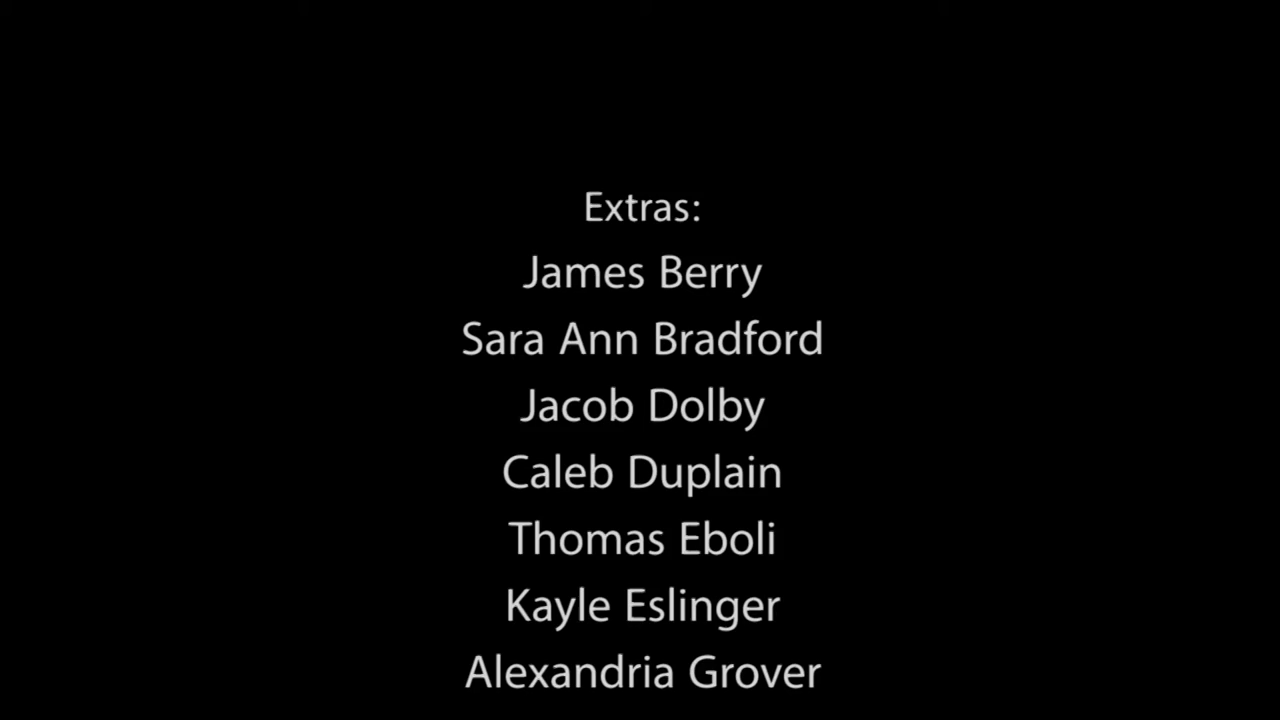 Extras:
James Berry
Sara Ann Bradford
Jacob Dolby
Caleb Duplain
Thomas Eboli
Kayle Eslinger
Alexandria Grover